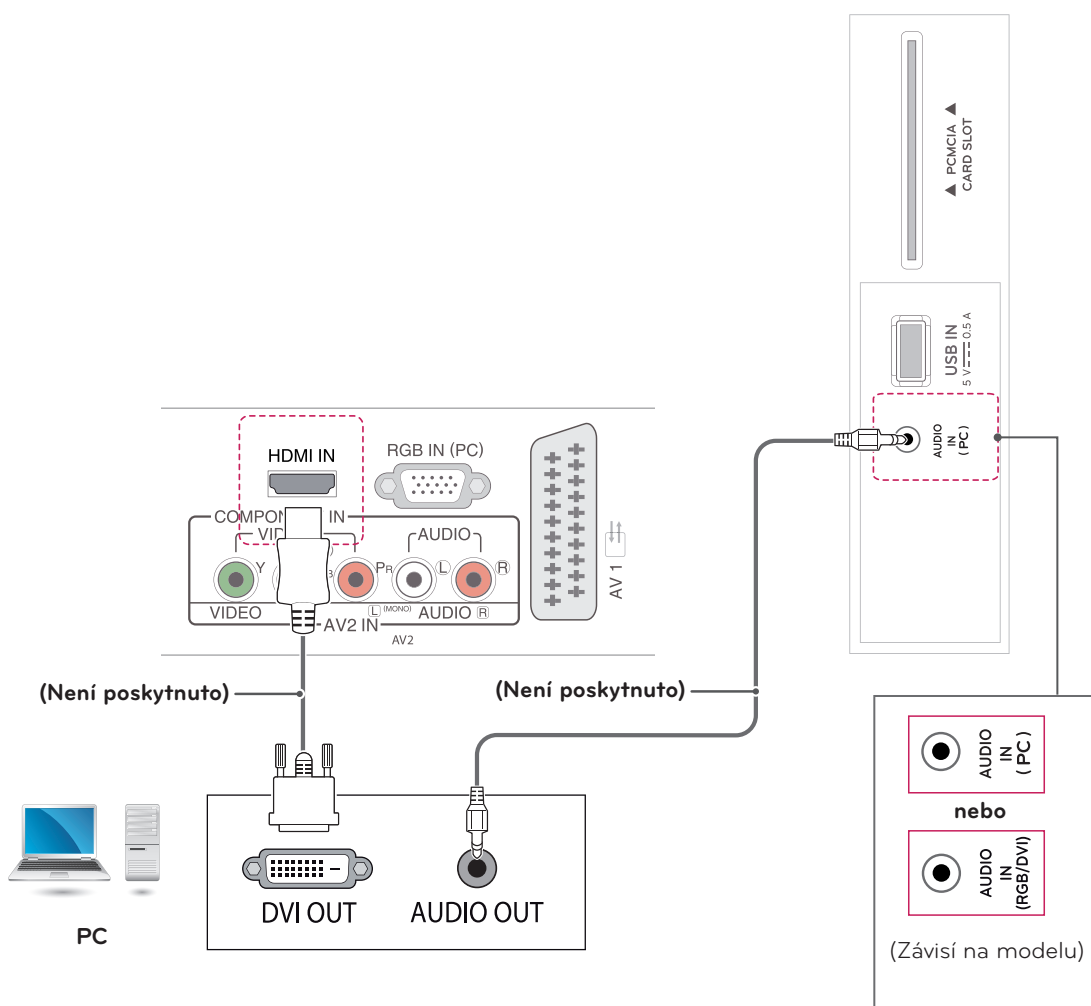 ▲ PCMCIA ▲
CARD SLOT
USB IN
5 V 0.5 A
AUDIO
IN
(PC)
HDMI IN
RGB IN (PC)
IN
AUDIO
Y
B
PR
L
R
VIDEO
L (MONO) AUDIO R
AV2 IN
AV2
AV 1
(Není poskytnuto)
(Není poskytnuto)
AUDIO
IN
(PC)
nebo
AUDIO
IN
(RGB/DVI)
(Závisí na modelu)
PC
DVI OUT
AUDIO OUT